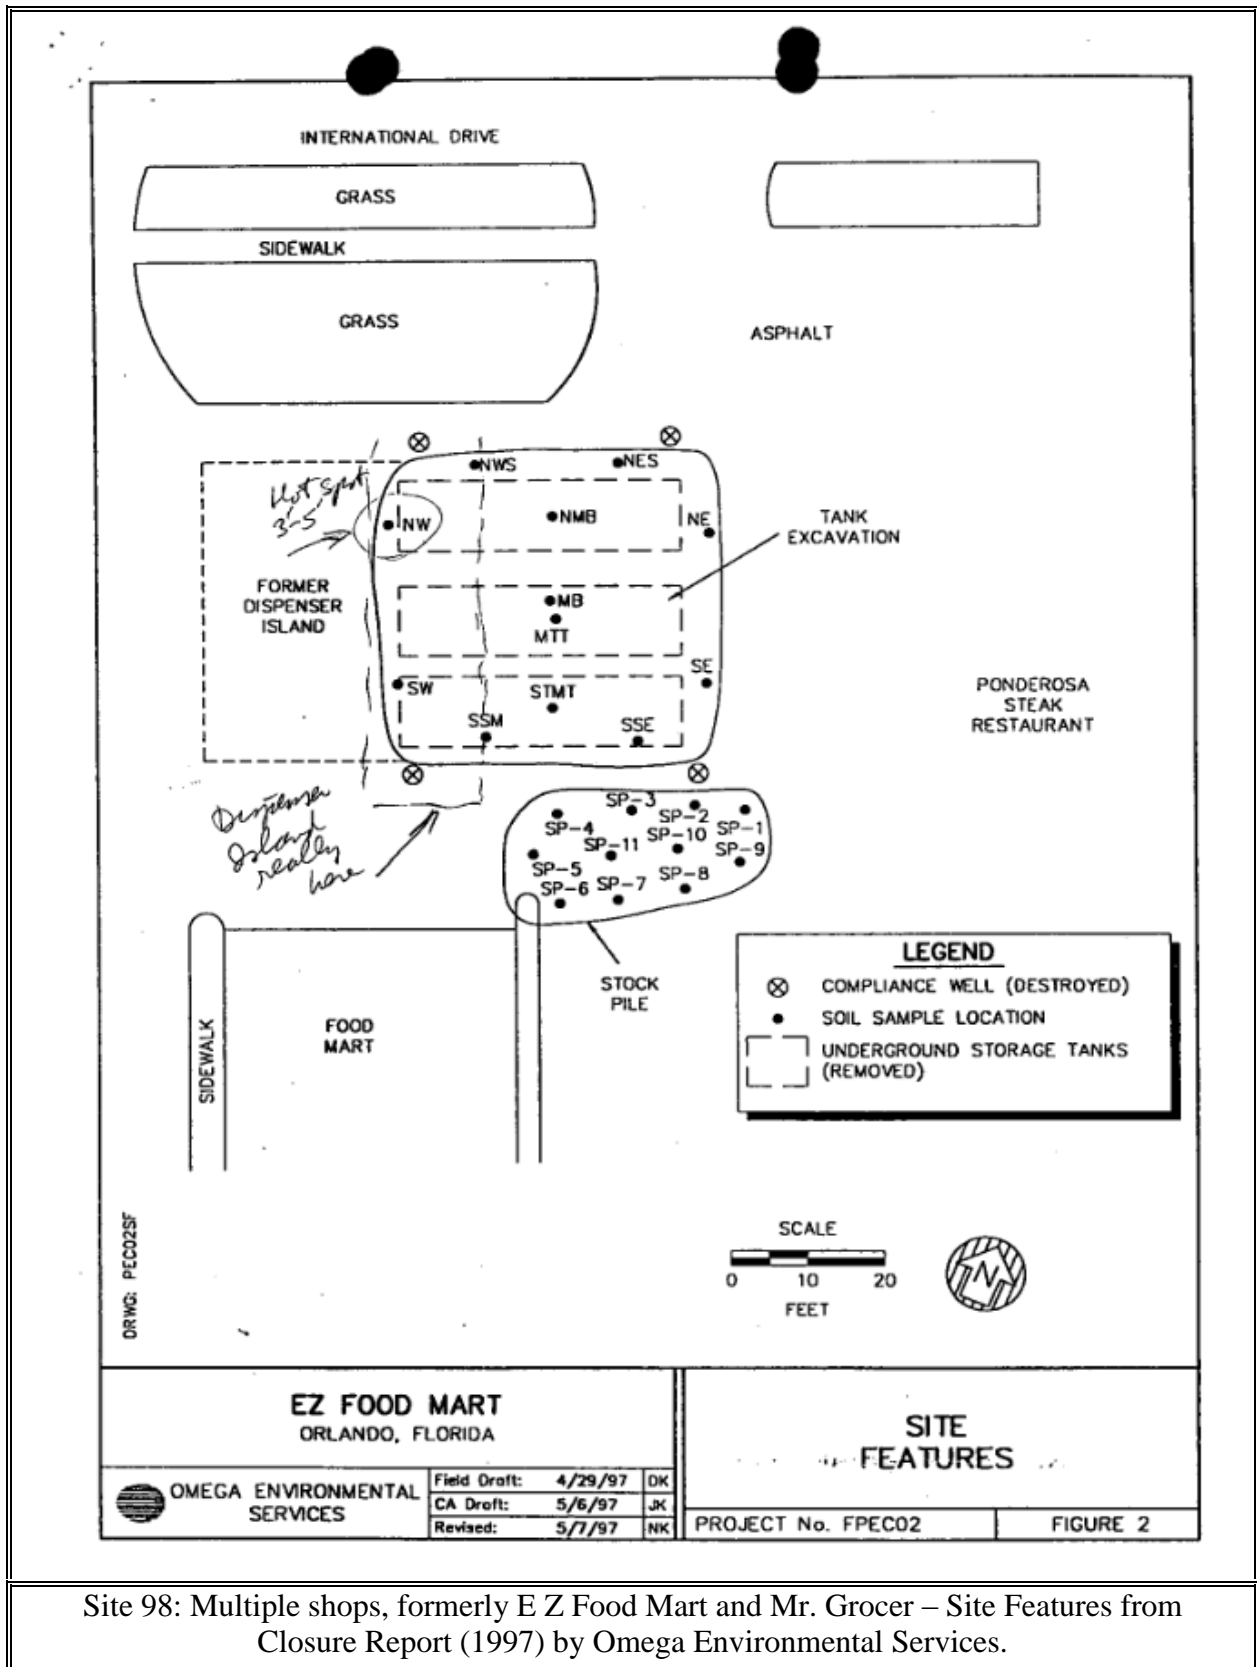 INTERNATIONAL DRIVE
GRASS
SIDEWALK
GRASS
ASPHALT
NWS
NES
Hot Spot
3'-5'
NW
NMB
NE
TANK
EXCAVATION
FORMER
DISPENSER
ISLAND
MB
MTT
SW
STMT
SE
SSM
SSE
PONDEROSA
STEAK
RESTAURANT
Dispenser
Island
really
here
SP-3
SP-2
SP-4
SP-10
SP-1
SP-11
SP-9
SP-5
SP-8
SP-6
SP-7
STOCK
PILE
SIDEWALK
FOOD
MART
LEGEND
COMPLIANCE WELL (DESTROYED)
SOIL SAMPLE LOCATION
UNDERGROUND STORAGE TANKS
(REMOVED)
DRWG: PEC02SF
SCALE
0 10 20
FEET
N
EZ FOOD MART
ORLANDO, FLORIDA
SITE
FEATURES
OMEGA ENVIRONMENTAL
SERVICES
Field Draft: 4/29/97 DK
CA Draft: 5/6/97 JK
Revised: 5/7/97 NK
PROJECT No. FPEC02
FIGURE 2
Site 98: Multiple shops, formerly E Z Food Mart and Mr. Grocer – Site Features from
Closure Report (1997) by Omega Environmental Services.